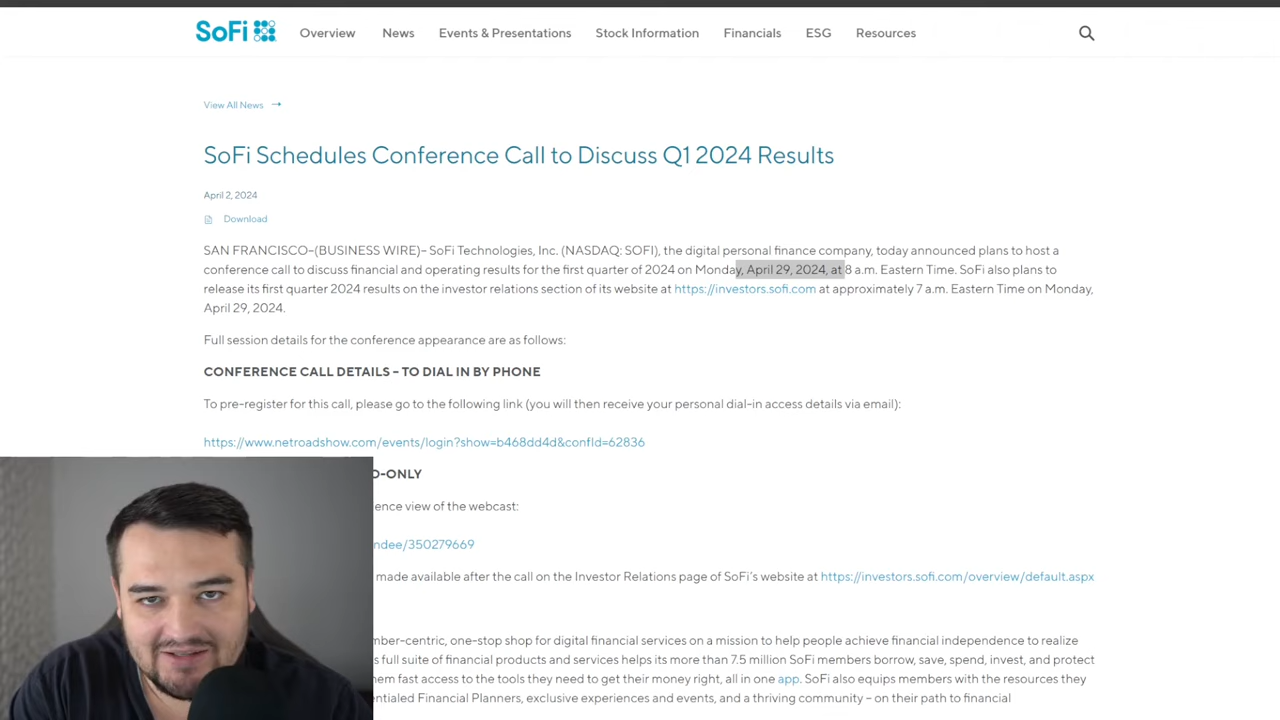 SoFi
Overview
News
Events & Presentations
Stock Information
Financials
ESG
Resources
View All News →
SoFi Schedules Conference Call to Discuss Q1 2024 Results
April 2, 2024
Download
SAN FRANCISCO–(BUSINESS WIRE)– SoFi Technologies, Inc. (NASDAQ: SOFI), the digital personal finance company, today announced plans to host a
conference call to discuss financial and operating results for the first quarter of 2024 on Monday, April 29, 2024, at 8 a.m. Eastern Time. SoFi also plans to
release its first quarter 2024 results on the investor relations section of its website at https://investors.sofi.com at approximately 7 a.m. Eastern Time on Monday,
April 29, 2024.
Full session details for the conference appearance are as follows:
CONFERENCE CALL DETAILS – TO DIAL IN BY PHONE
To pre-register for this call, please go to the following link (you will then receive your personal dial-in access details via email):
https://www.netroadshow.com/events/login?show=b468dd4d&confId=62836
O-ONLY
ence view of the webcast:
ndee/350279669
made available after the call on the Investor Relations page of SoFi's website at https://investors.sofi.com/overview/default.aspx
mber-centric, one-stop shop for digital financial services on a mission to help people achieve financial independence to realize
s full suite of financial products and services helps its more than 7.5 million SoFi members borrow, save, spend, invest, and protect
hem fast access to the tools they need to get their money right, all in one app. SoFi also equips members with the resources they
entialed Financial Planners, exclusive experiences and events, and a thriving community – on their path to financial